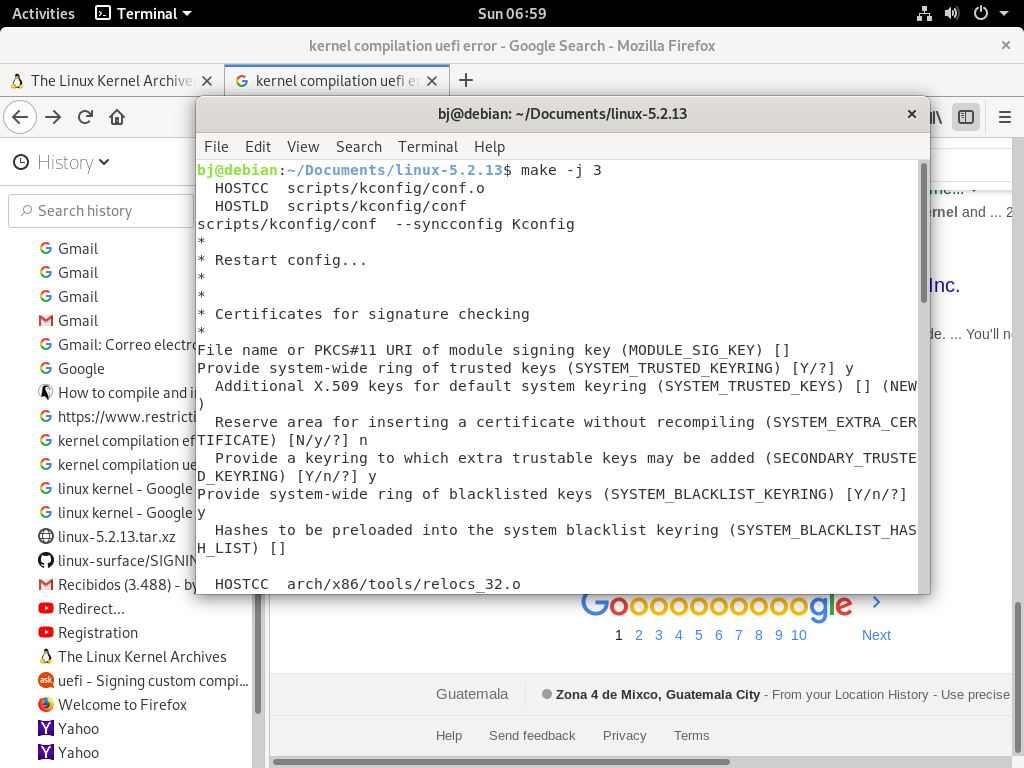 Activities
Terminal
Sun 06:59
kernel compilation uefi error - Google Search - Mozilla Firefox
The Linux Kernel Archive
kernel compilation uefi er
bj@debian: ~/Documents/linux-5.2.13
History
File Edit View Search Terminal Help
Search history
bj@debian:~/Documents/linux-5.2.13$ make -j 3
HOSTCC scripts/kconfig/conf.o
HOSTLD scripts/kconfig/conf
scripts/kconfig/conf --syncconfig Kconfig
*
* Restart config...
*
*
* Certificates for signature checking
*
File name or PKCS#11 URI of module signing key (MODULE_SIG_KEY) []
Provide system-wide ring of trusted keys (SYSTEM_TRUSTED_KEYRING) [Y/?] y
Additional X.509 keys for default system keyring (SYSTEM_TRUSTED_KEYS) [] (NEW
)
Reserve area for inserting a certificate without recompiling (SYSTEM_EXTRA_CER
TIFICATE) [N/y/?] n
Provide a keyring to which extra trustable keys may be added (SECONDARY_TRUSTE
D_KEYRING) [Y/n/?] y
Provide system-wide ring of blacklisted keys (SYSTEM_BLACKLIST_KEYRING) [Y/n/?]
y
Hashes to be preloaded into the system blacklist keyring (SYSTEM_BLACKLIST_HAS
H_LIST) []
HOSTCC arch/x86/tools/relocs_32.o
Gmail
Gmail
Gmail
Gmail
Gmail: Correo electro
Google
How to compile and i
https://www.restricti
kernel compilation ef
kernel compilation ue
linux kernel - Google
linux kernel - Google
linux-5.2.13.tar.xz
linux-surface/SIGNIN
Recibidos (3.488) - by
Redirect...
Registration
The Linux Kernel Archives
uefi - Signing custom compi...
Welcome to Firefox
Yahoo
Yahoo
rnel and ... 2
Inc.
de. ... You'll n
Goooooooooogle
1 2 3 4 5 6 7 8 9 10 Next
Guatemala
Zona 4 de Mixco, Guatemala City - From your Location History - Use precise
Help Send feedback Privacy Terms